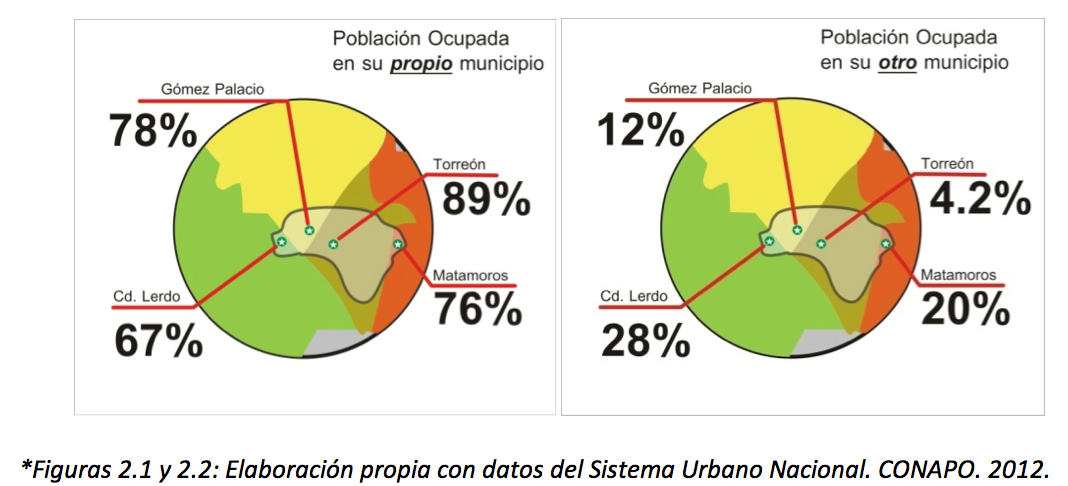 Población Ocupada
en su propio municipio
Gómez Palacio
78%
Torreón
89%
Matamoros
76%
Cd. Lerdo
67%
Población Ocupada
en su otro municipio
Gómez Palacio
12%
Torreón
4.2%
Matamoros
20%
Cd. Lerdo
28%
*Figuras 2.1 y 2.2: Elaboración propia con datos del Sistema Urbano Nacional. CONAPO. 2012.